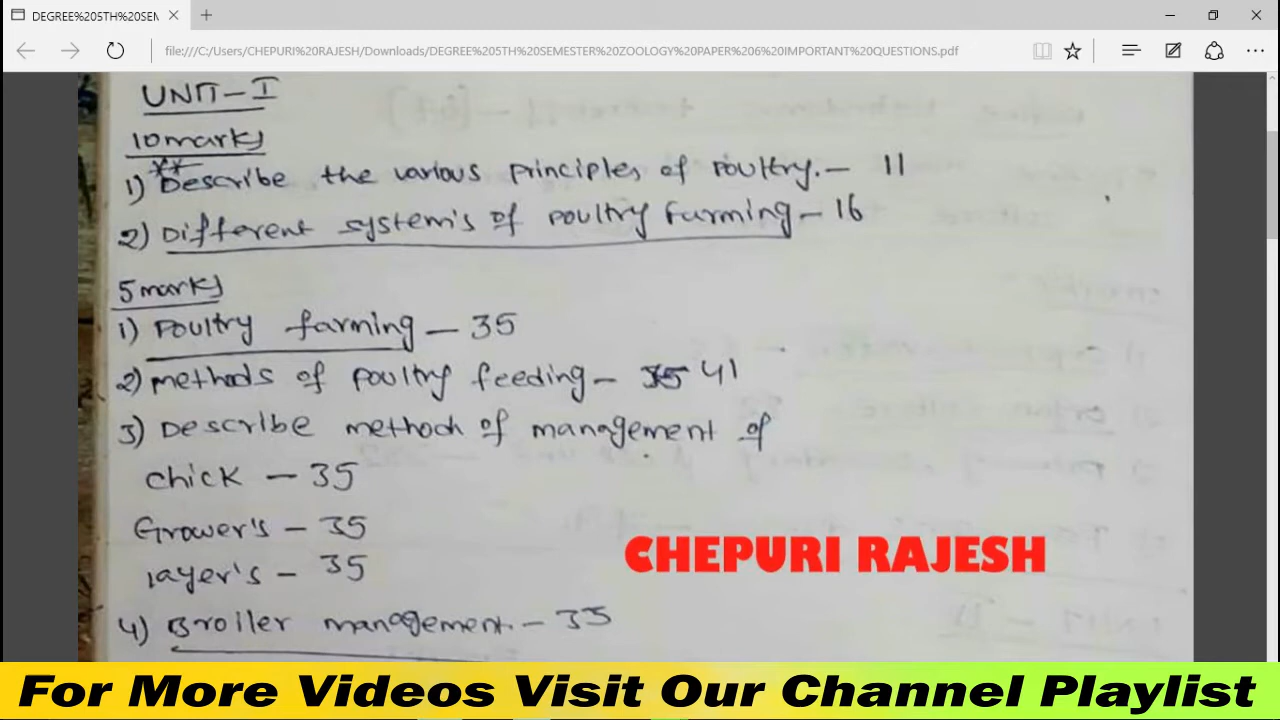 DEGREE%205TH%20SEM
file:///C:/Users/CHEPURI%20RAJESH/Downloads/DEGREE%205TH%20SEMESTER%20ZOOLOGY%20PAPER%206%20IMPORTANT%20QUESTIONS.pdf
UNIT-I
10marks
**
1) Describe the various principles of Poultry. - 11
2) Different system's of poultry Farming - 16
5marks
1) Poultry farming - 35
2) methods of poultry feeding - 41
3) Describe method of management of
chick - 35
Grower's - 35
layer's - 35
4) Broiler management. - 35
CHEPURI RAJESH
For More Videos Visit Our Channel Playlist